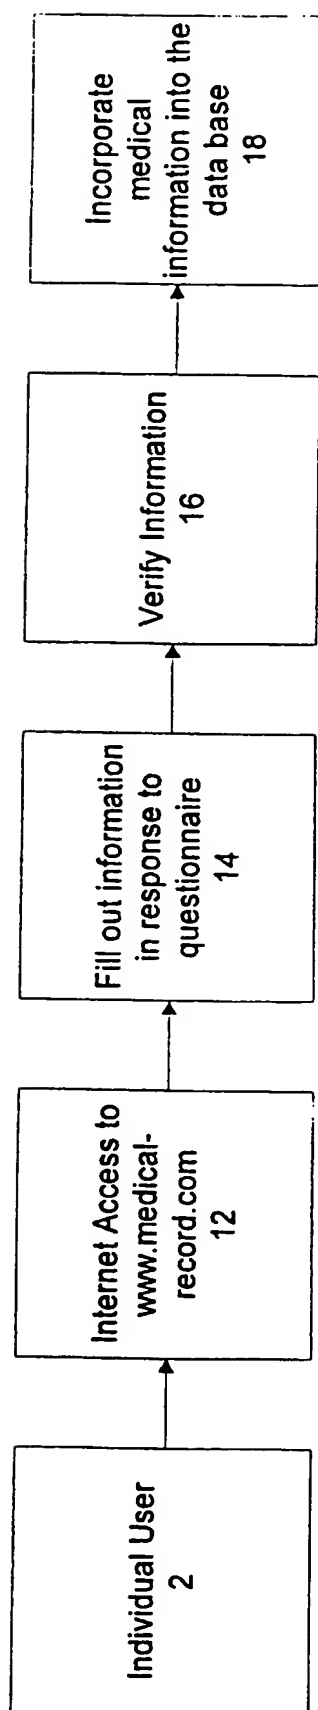 Individual User
2
Internet Access to
www.medical-
record.com
12
Fill out information
in response to
questionnaire
14
Verify Information
16
Incorporate
medical
information into the
data base
18